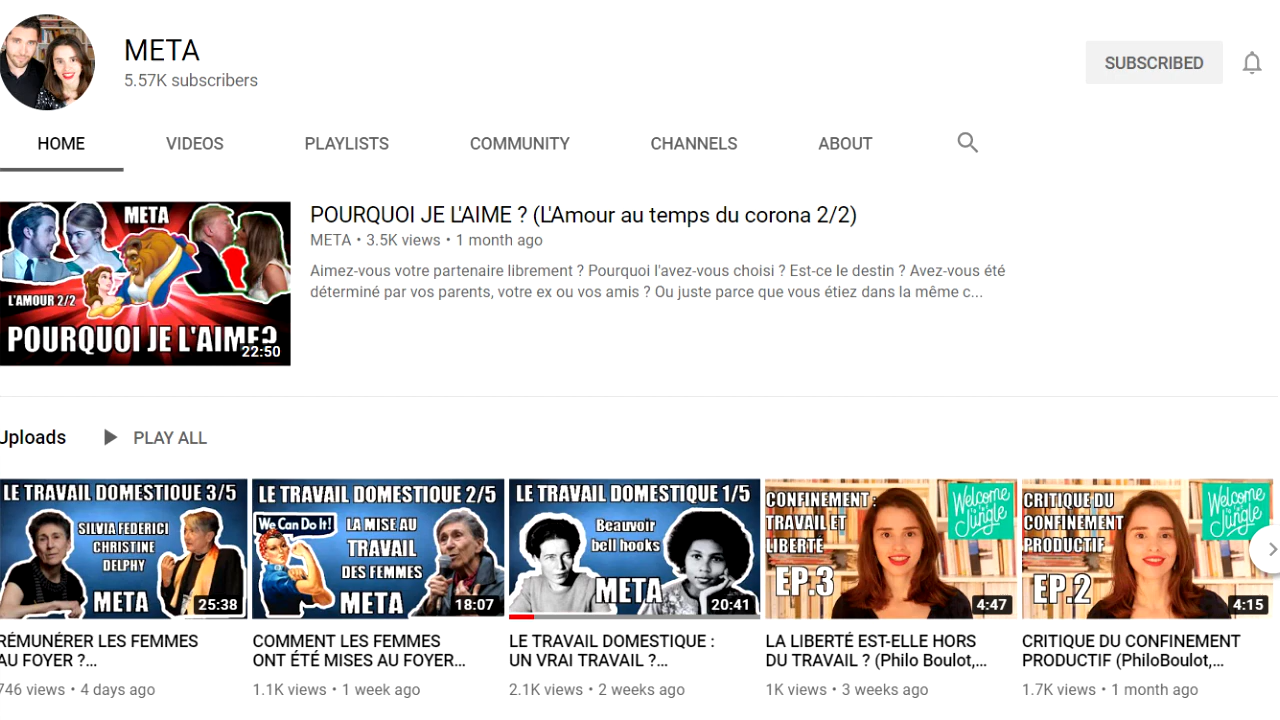 META
5.57K subscribers
SUBSCRIBED
HOME VIDEOS PLAYLISTS COMMUNITY CHANNELS ABOUT
META
L'AMOUR 2/2
POURQUOI JE L'AIME?
22:50
POURQUOI JE L'AIME ? (L'Amour au temps du corona 2/2)
META • 3.5K views • 1 month ago
Aimez-vous votre partenaire librement ? Pourquoi l'avez-vous choisi ? Est-ce le destin ? Avez-vous été
déterminé par vos parents, votre ex ou vos amis ? Ou juste parce que vous étiez dans la même c...
Uploads PLAY ALL
LE TRAVAIL DOMESTIQUE 3/5
SILVIA FEDERICI
CHRISTINE
DELPHY
META
25:38
RÉMUNÉRER LES FEMMES
AU FOYER ?...
746 views • 4 days ago
LE TRAVAIL DOMESTIQUE 2/5
We Can Do It!
LA MISE AU
TRAVAIL
DES FEMMES
META
18:07
COMMENT LES FEMMES
ONT ÉTÉ MISES AU FOYER...
1.1K views • 1 week ago
LE TRAVAIL DOMESTIQUE 1/5
Beauvoir
bell hooks
META
20:41
LE TRAVAIL DOMESTIQUE :
UN VRAI TRAVAIL ?...
2.1K views • 2 weeks ago
CONFINEMENT :
TRAVAIL ET
LIBERTÉ
EP.3
Welcome
to the
Jungle
4:47
LA LIBERTÉ EST-ELLE HORS
DU TRAVAIL ? (Philo Boulot,...
1K views • 3 weeks ago
CRITIQUE DU
CONFINEMENT
PRODUCTIF
EP.2
Welcome
to the
Jungle
4:15
CRITIQUE DU CONFINEMENT
PRODUCTIF (PhiloBoulot,...
1.7K views • 1 month ago